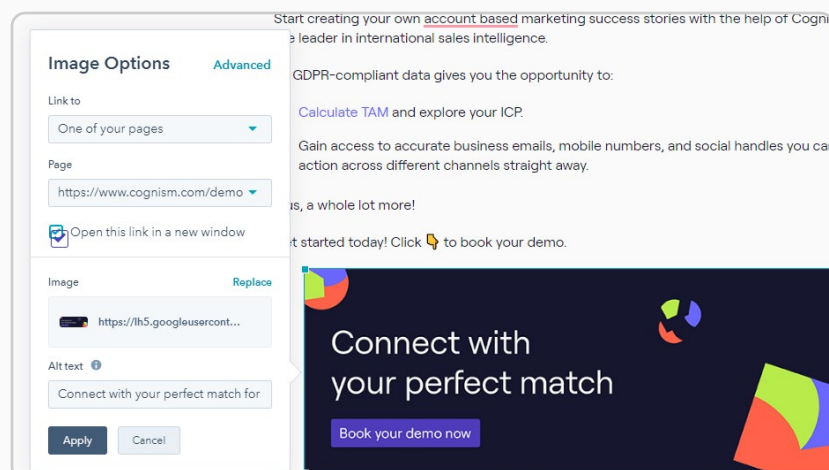 Image Options
Advanced
Link to
One of your pages
Page
https://www.cognism.com/demo
Open this link in a new window
Image
Replace
https://lh5.googleusercont...
Alt text
Connect with your perfect match for
Apply
Cancel
Start creating your own account based marketing success stories with the help of
leader in international sales intelligence.
GDPR-compliant data gives you the opportunity to:
Calculate TAM and explore your ICP.
Gain access to accurate business emails, mobile numbers, and social handles you
action across different channels straight away.
a whole lot more!
started today! Click to book your demo.
Connect with
your perfect match
Book your demo now